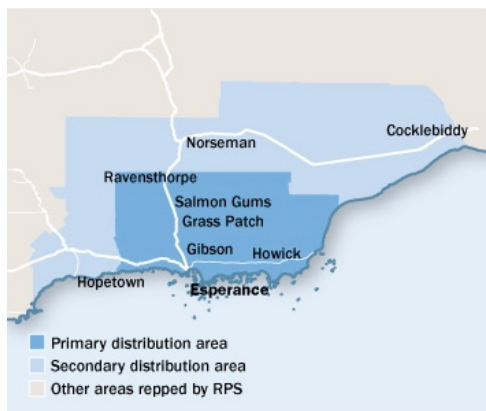 Cocklebiddy
Norseman
Ravensthorpe
Salmon Gums
Grass Patch
Gibson
Howick
Hopetown
Esperance
Primary distribution area
Secondary distribution area
Other areas repped by RPS